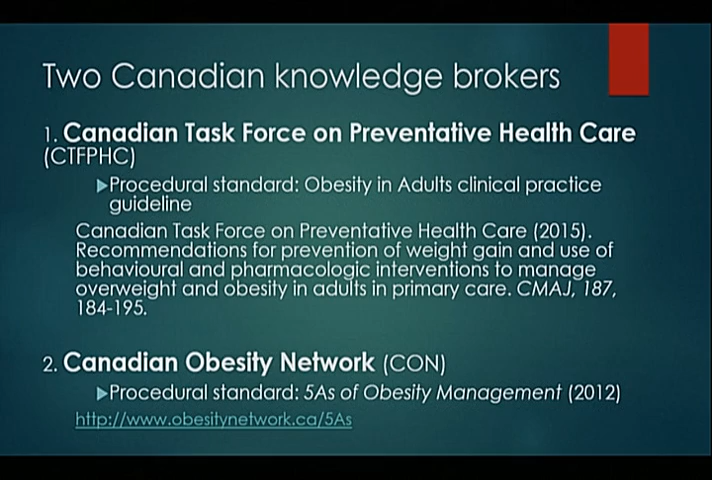 Two Canadian knowledge brokers
1. Canadian Task Force on Preventative Health Care
(CTFPHC)
▶Procedural standard: Obesity in Adults clinical practice
guideline
Canadian Task Force on Preventative Health Care (2015).
Recommendations for prevention of weight gain and use of
behavioural and pharmacologic interventions to manage
overweight and obesity in adults in primary care. CMAJ, 187,
184-195.
2. Canadian Obesity Network (CON)
▶Procedural standard: 5As of Obesity Management (2012)
http://www.obesitynetwork.ca/5As